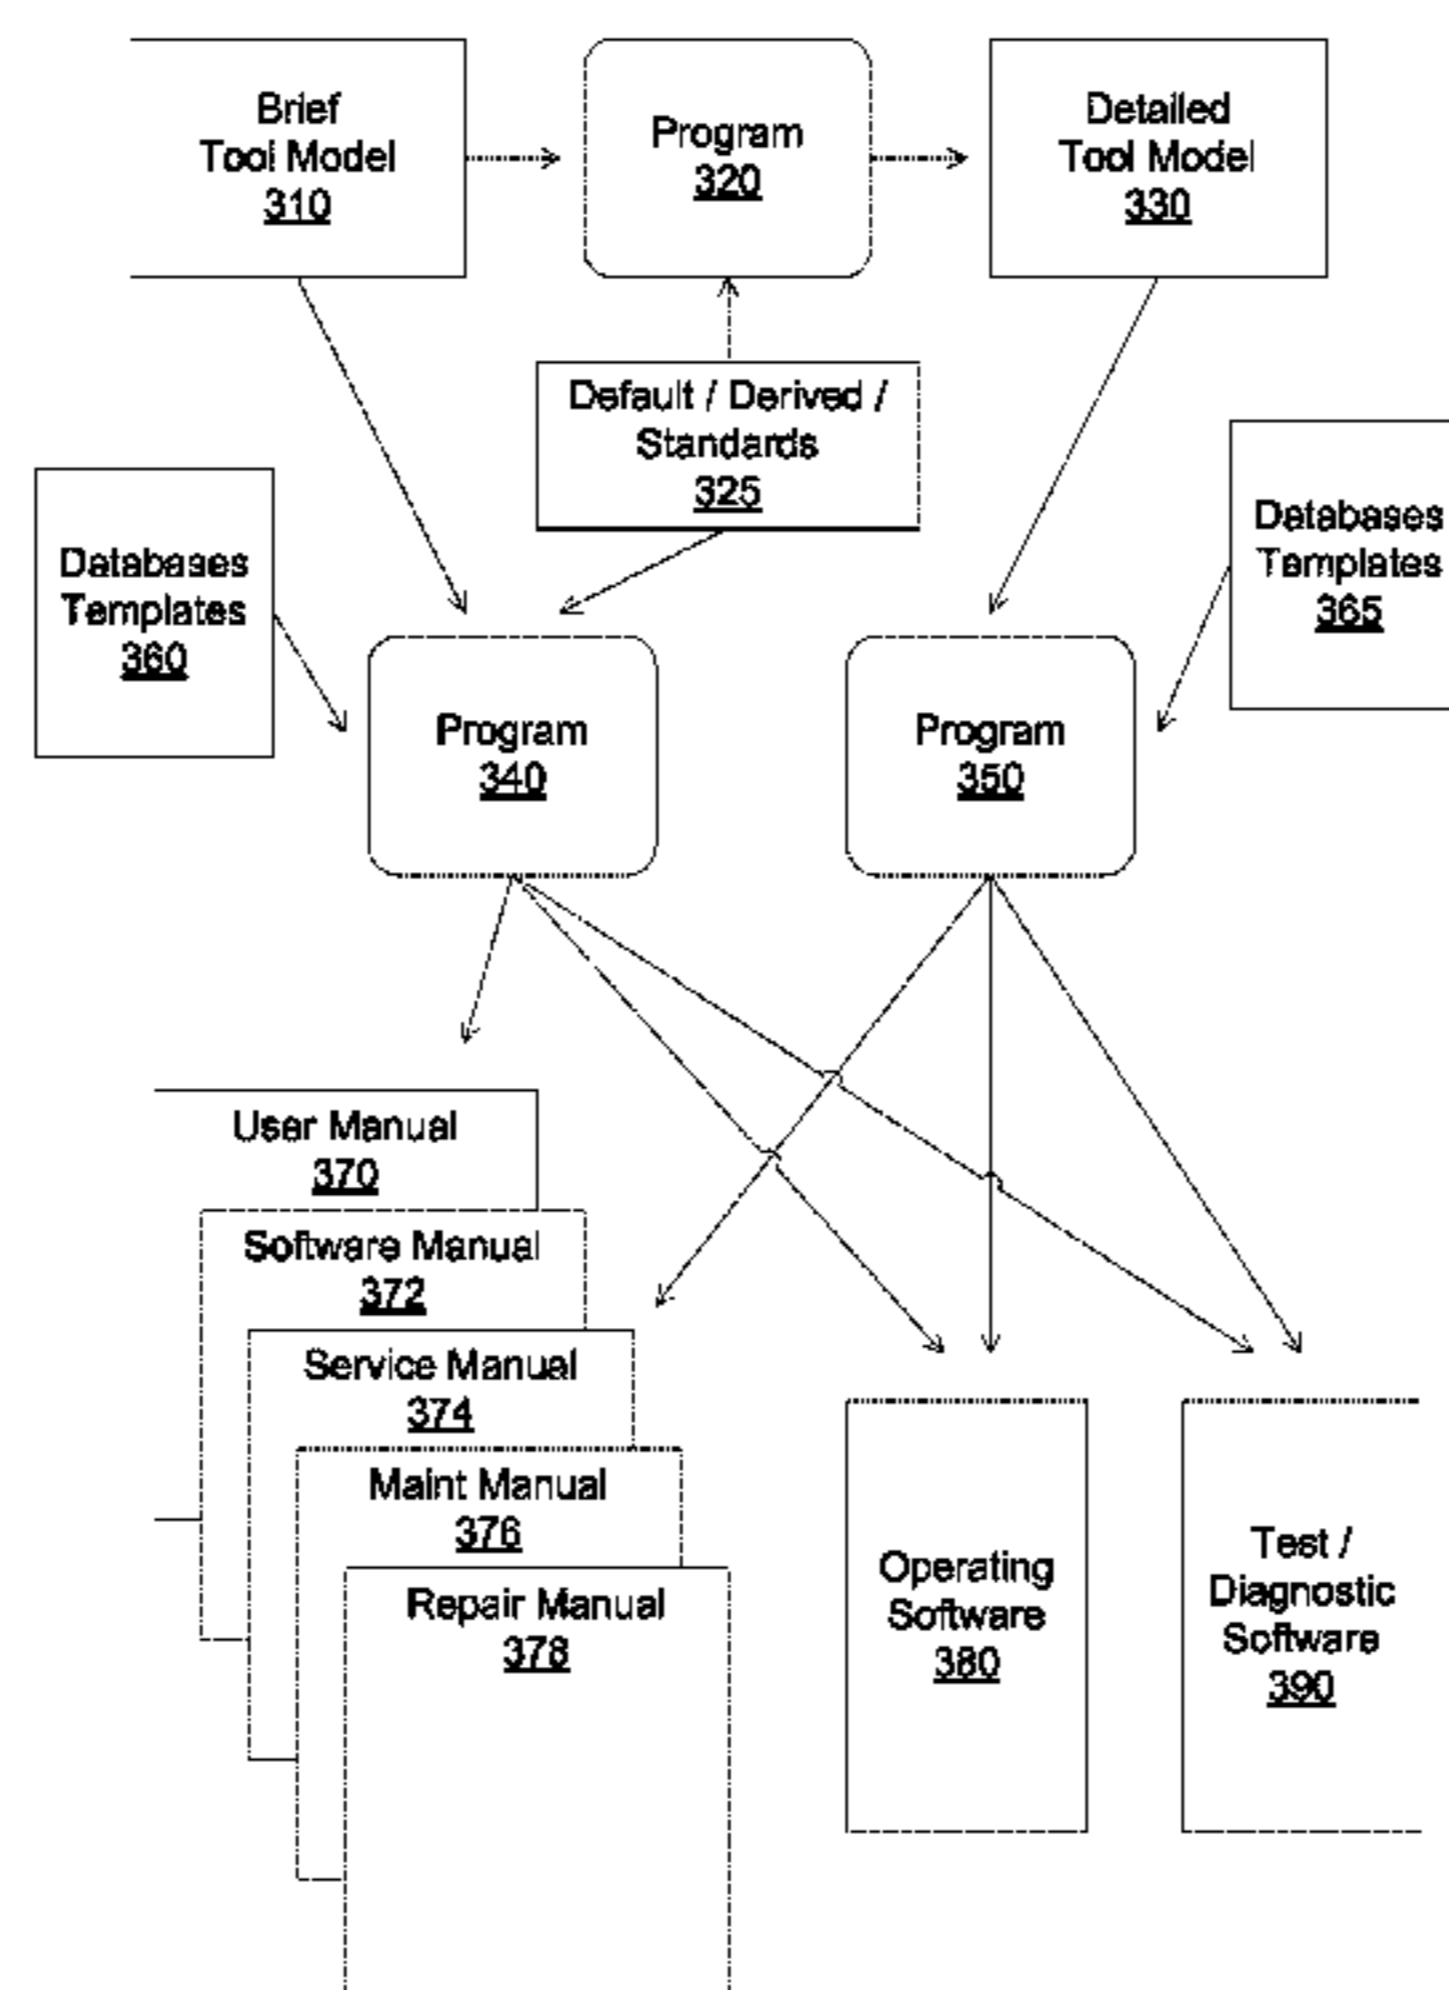 Brief
Tool Model
310
Program
320
Detailed
Tool Model
330
Default / Derived /
Standards
325
Databases
Templates
360
Databases
Templates
365
Program
340
Program
350
User Manual
370
Software Manual
372
Service Manual
374
Maint Manual
376
Repair Manual
378
Operating
Software
380
Test /
Diagnostic
Software
390